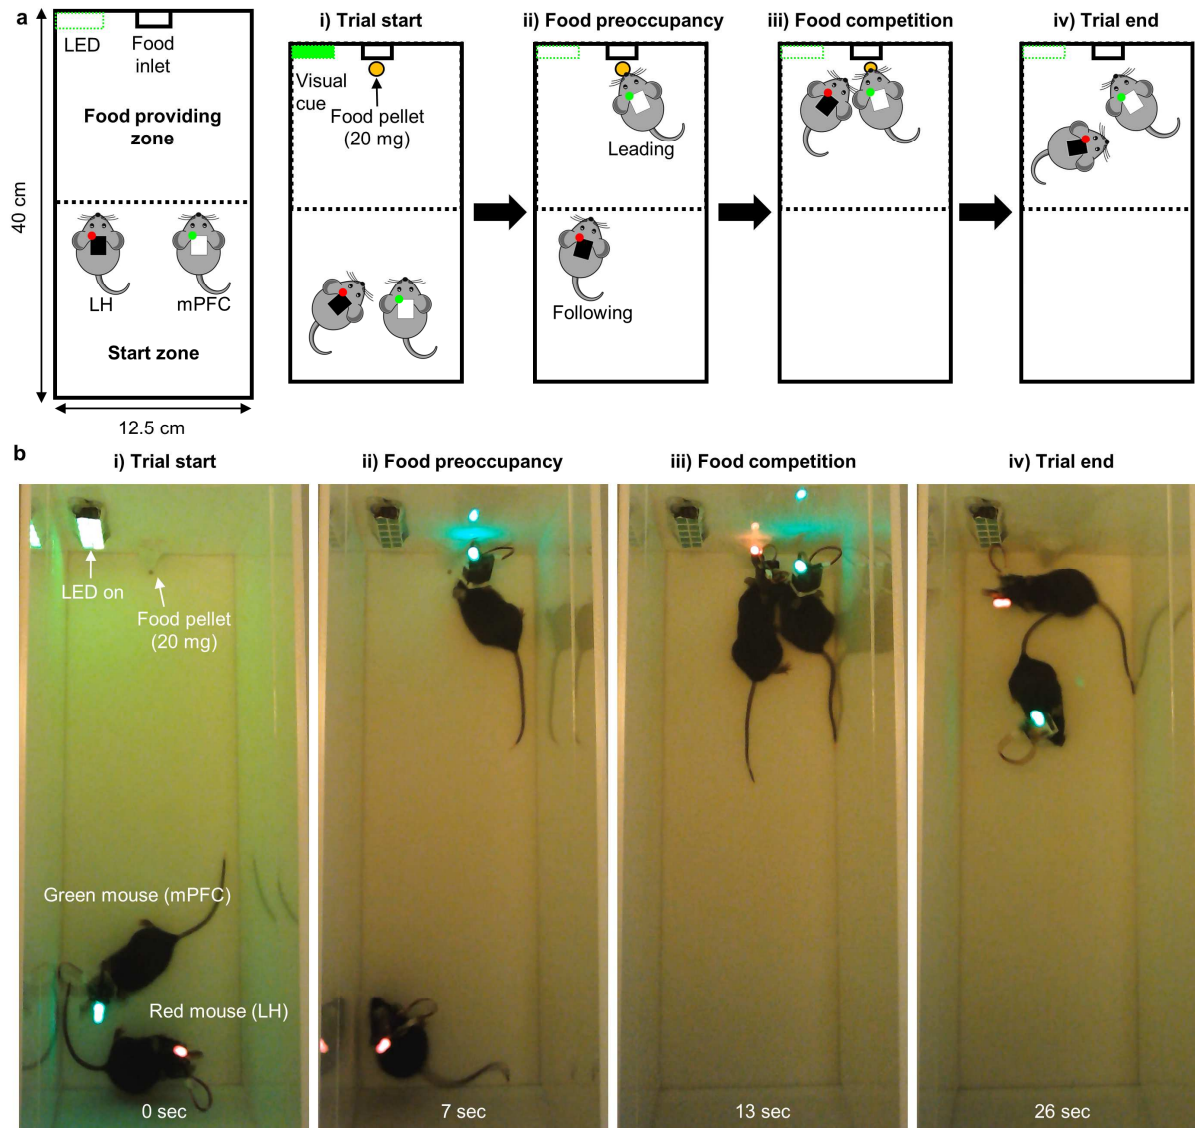 a
i) Trial start
ii) Food preoccupancy
iii) Food competition
iv) Trial end
LED
Food
inlet
Food providing
zone
40 cm
LH
mPFC
Start zone
12.5 cm
Visual
cue
Food pellet
(20 mg)
Leading
Following
b
i) Trial start
ii) Food preoccupancy
iii) Food competition
iv) Trial end
LED on
Food pellet
(20 mg)
Green mouse (mPFC)
Red mouse (LH)
0 sec
7 sec
13 sec
26 sec